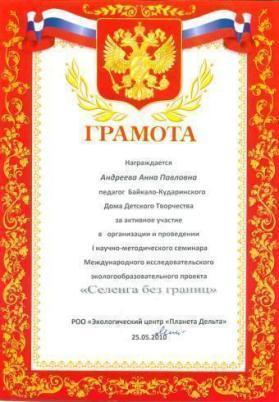 ГРАМОТА
Награждается
Андреева Анна Павловна
педагог Байкало-Кударинского
Дома Детского Творчества
за активное участие
в организации и проведении
I научно-методического семинара
Международного исследовательского
экологообразовательного проекта
«Селенга без границ»
РОО «Экологический центр «Планета Дельта»
25.05.2010